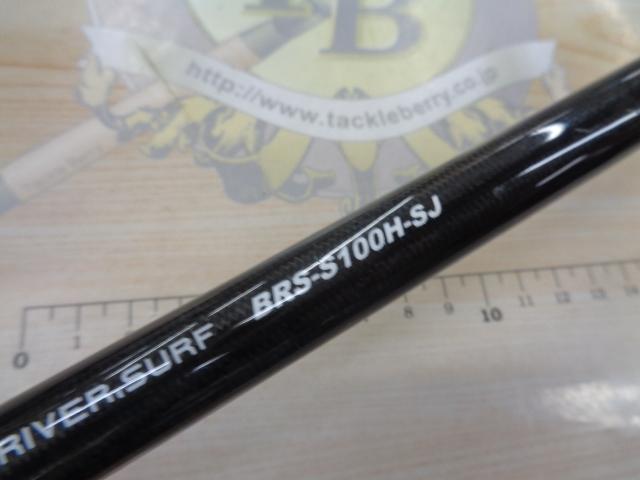 TB
http://www.tackleberry.co.jp
RIVER.SURF BRS-S100H-SJ
0 1 8 9 10 11 12 13 14